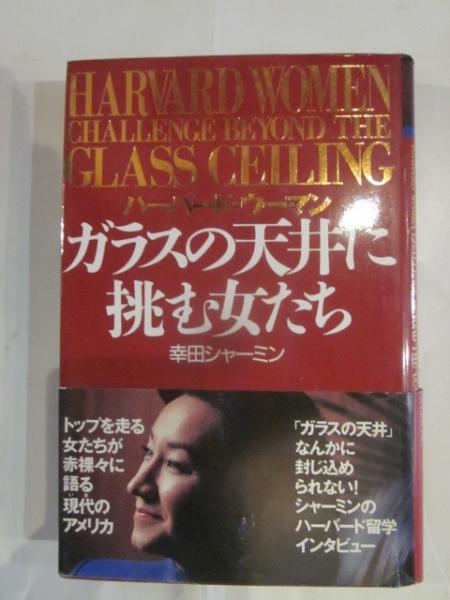 HARVARD WOMEN
CHALLENGE BEYOND THE
GLASS CEILING
ハーバード・ウーマン
ガラスの天井に
挑む女たち
幸田シャーミン
トップを走る
女たちが
赤裸々に
語る
現代の
いま
アメリカ
「ガラスの天井」
なんかに
封じ込め
られない!
シャーミンの
ハーバード留学
インタビュー